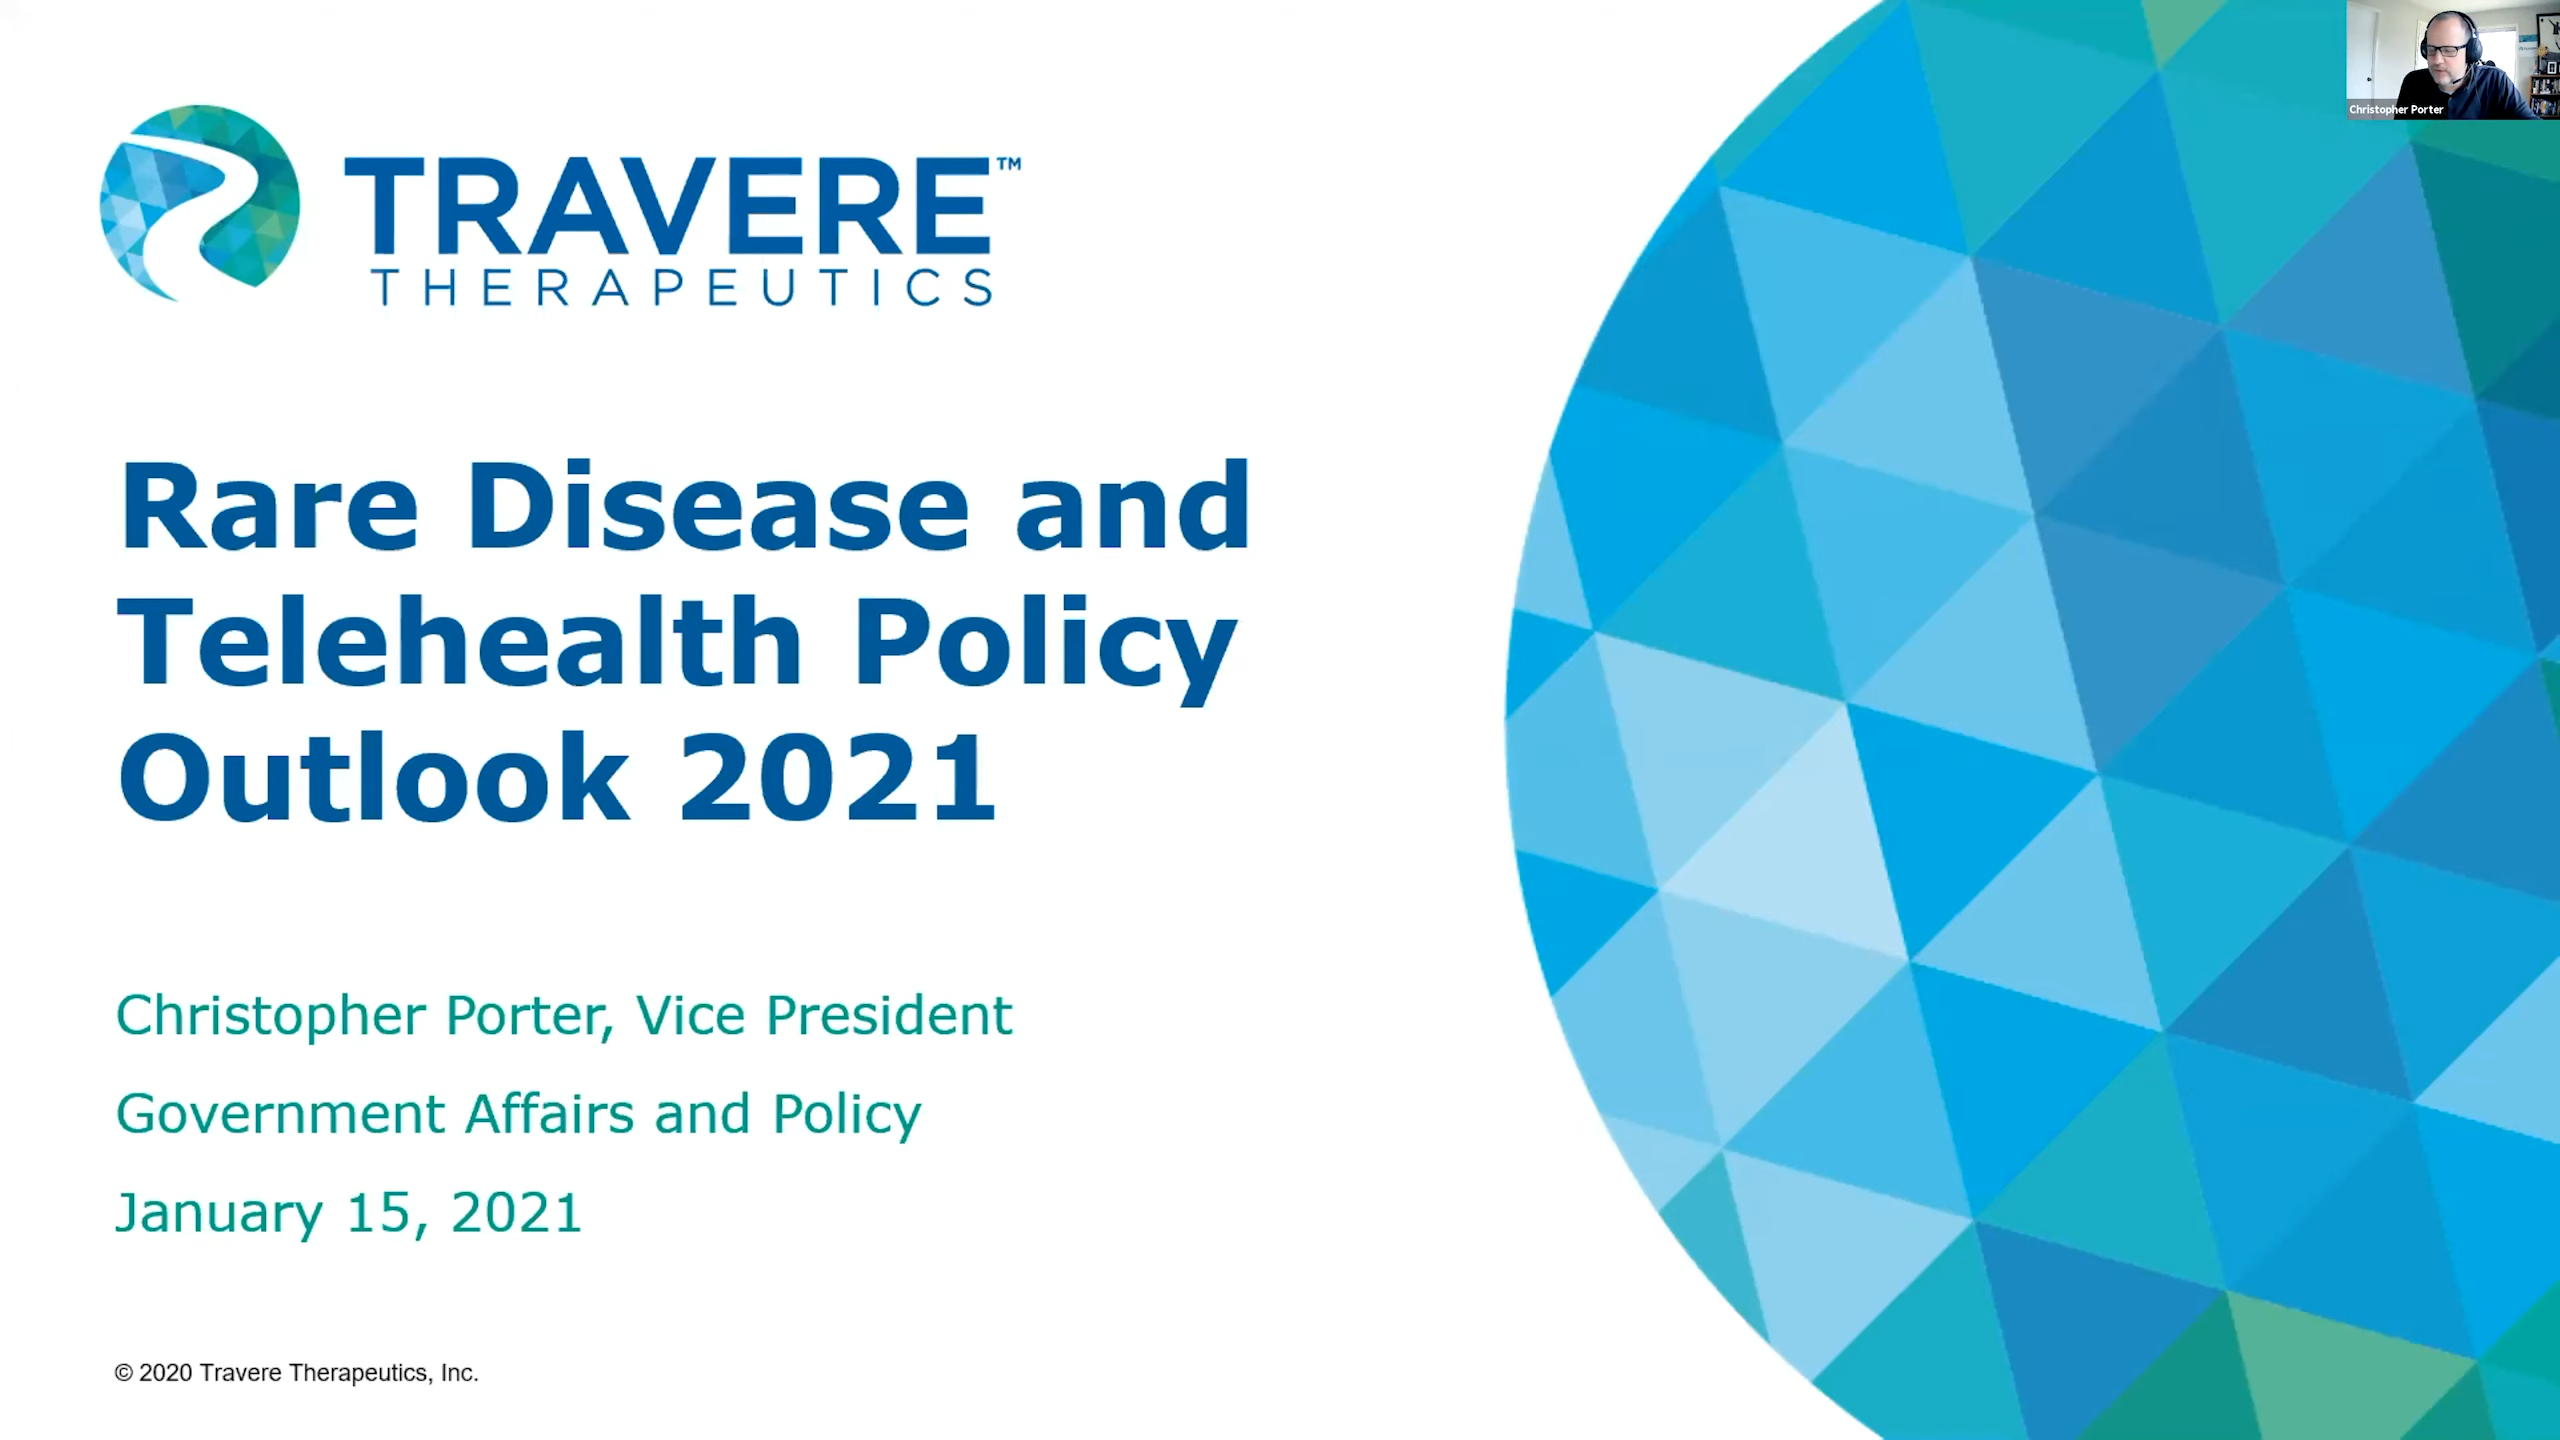 TRAVERE™
THERAPEUTICS
Christopher Porter
Rare Disease and
Telehealth Policy
Outlook 2021
Christopher Porter, Vice President
Government Affairs and Policy
January 15, 2021
© 2020 Travere Therapeutics, Inc.